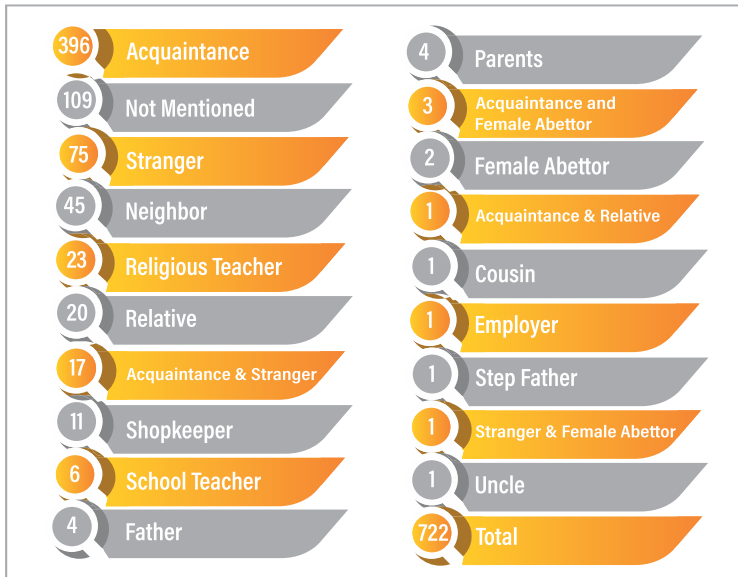 396 Acquaintance
109 Not Mentioned
75 Stranger
45 Neighbor
23 Religious Teacher
20 Relative
17 Acquaintance & Stranger
11 Shopkeeper
6 School Teacher
4 Father
4 Parents
3 Acquaintance and
Female Abettor
2 Female Abettor
1 Acquaintance & Relative
1 Cousin
1 Employer
1 Step Father
1 Stranger & Female Abettor
1 Uncle
722 Total